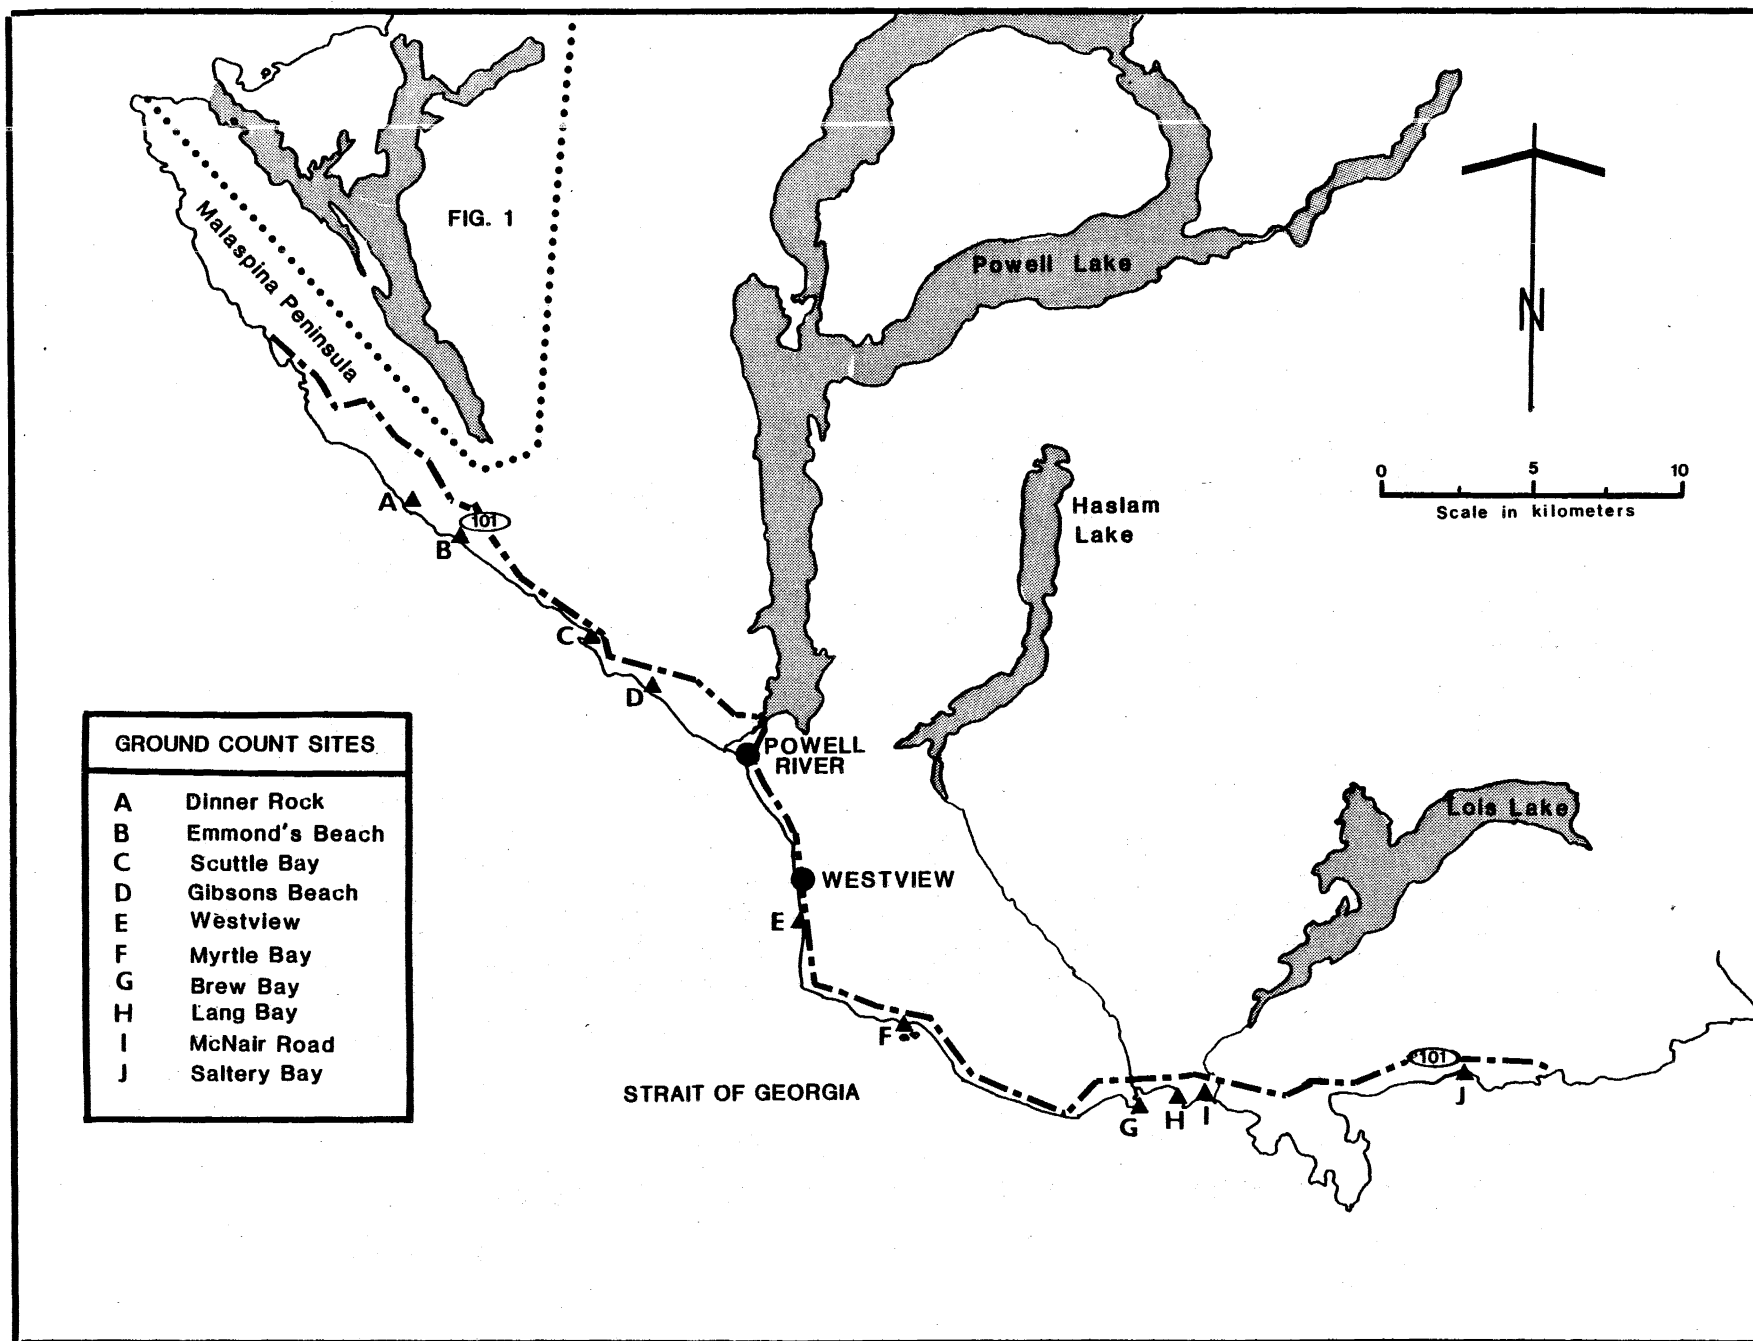 FIG. 1
Malaspina Peninsula
Powell Lake
N
0 5 10
Scale in kilometers
Haslam
Lake
A
101
B
C
D
POWELL
RIVER
GROUND COUNT SITES
A Dinner Rock
B Emmond's Beach
C Scuttle Bay
D Gibsons Beach
E Westview
F Myrtle Bay
G Brew Bay
H Lang Bay
I McNair Road
J Saltery Bay
Lois Lake
WESTVIEW
E
F
101
STRAIT OF GEORGIA
G
H
I
J